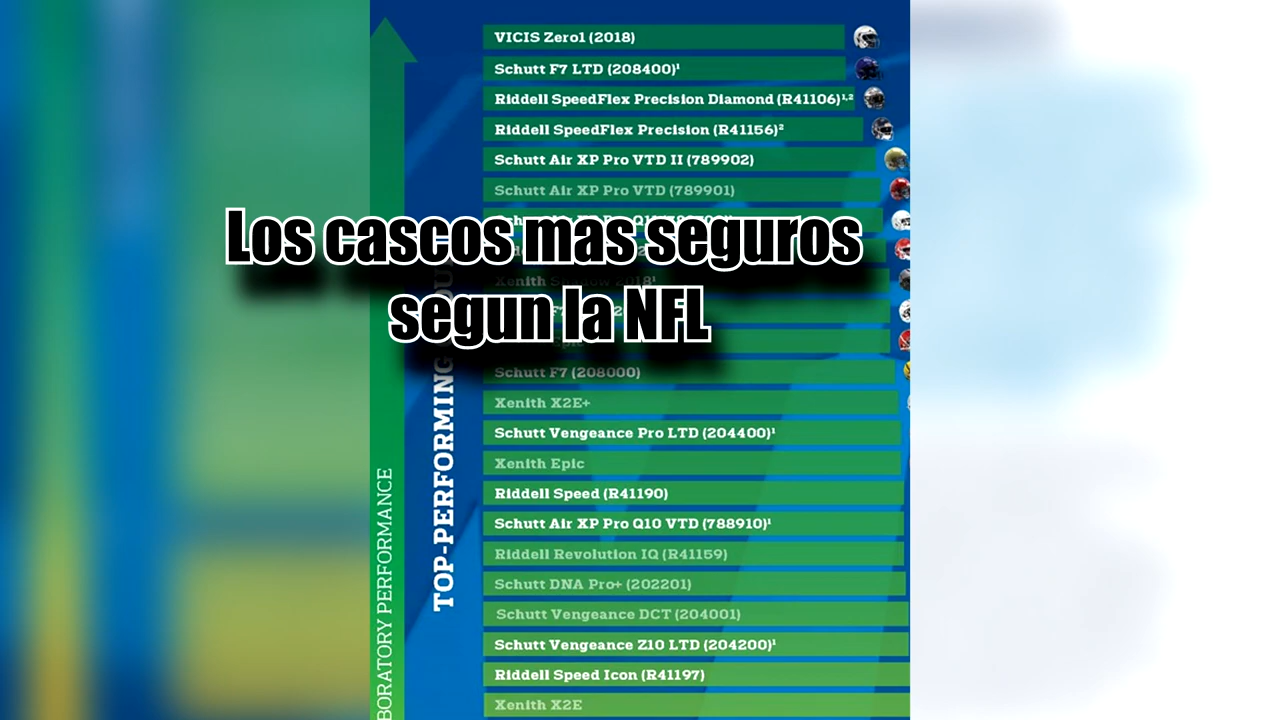 VICIS Zero1 (2018)
Schutt F7 LTD (208400)¹
Riddell SpeedFlex Precision Diamond (R41106)¹,²
Riddell SpeedFlex Precision (R41156)²
Schutt Air XP Pro VTD II (789902)
Schutt Air XP Pro VTD (789901)
Los cascos mas seguros
segun la NFL
Xenith Shadow 2018¹
Schutt F7 (208000)
Xenith X2E+
Schutt Vengeance Pro LTD (204400)¹
Xenith Epic
Riddell Speed (R41190)
Schutt Air XP Pro Q10 VTD (788910)¹
Riddell Revolution IQ (R41159)
Schutt DNA Pro+ (202201)
Schutt Vengeance DCT (204001)
Schutt Vengeance Z10 LTD (204200)¹
Riddell Speed Icon (R41197)
Xenith X2E
TOP-PERFORMING
BORATORY PERFORMANCE